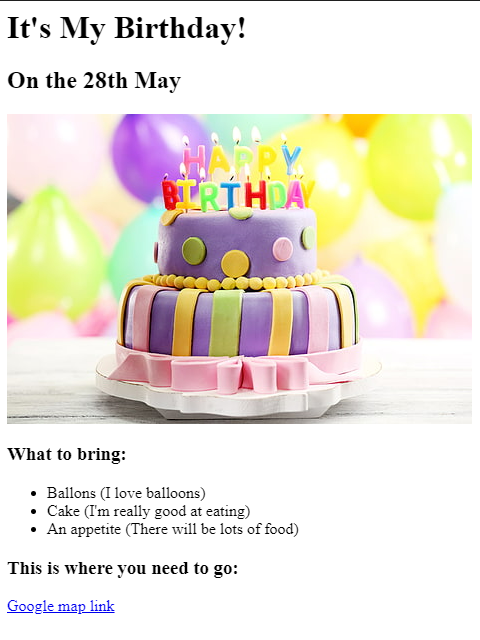 It's My Birthday!
On the 28th May
HAPPY
BIRTHDAY
What to bring:
Ballons (I love balloons)
Cake (I'm really good at eating)
An appetite (There will be lots of food)
This is where you need to go:
Google map link